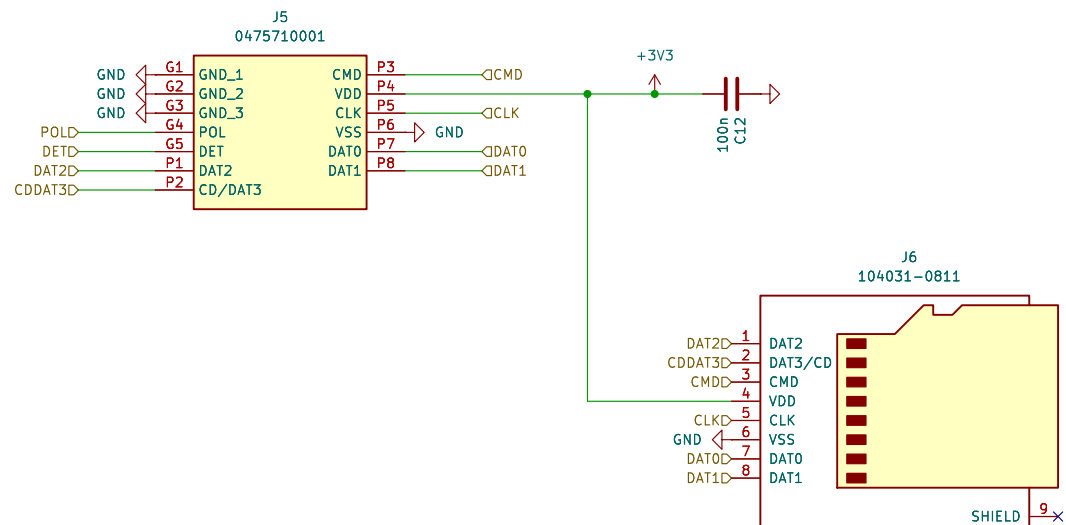 J5
0475710001
GND G1 GND_1 CMD P3 CMD
GND G2 GND_2 VDD P4
GND G3 GND_3 CLK P5 CLK
POL G4 POL VSS P6 GND
DET G5 DET DAT0 P7 DAT0
DAT2 P1 DAT2 DAT1 P8 DAT1
CDDAT3 P2 CD/DAT3
+3V3
100n
C12
J6
104031-0811
DAT2 1 DAT2
CDDAT3 2 DAT3/CD
CMD 3 CMD
4 VDD
CLK 5 CLK
GND 6 VSS
DAT0 7 DAT0
DAT1 8 DAT1
SHIELD 9